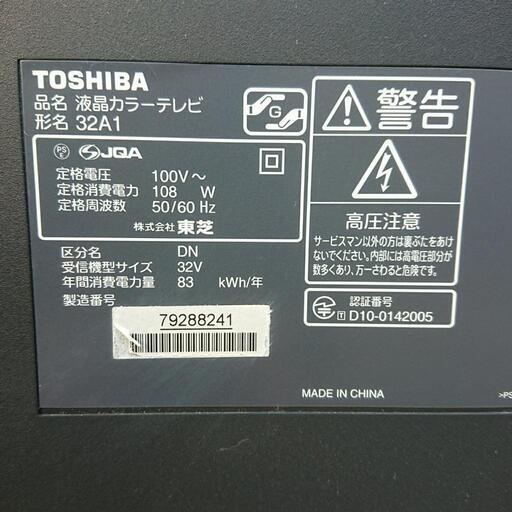 TOSHIBA
品名 液晶カラーテレビ
形名 32A1
G
PS
E
JQA
定格電圧 100V～
定格消費電力 108 W
定格周波数 50/60 Hz
株式会社 東芝
区分名 DN
受信機型サイズ 32V
年間消費電力量 83 kWh/年
製造番号
79288241
警告
高圧注意
サービスマン以外の方は裏ぶたをあけ
ないでください。内部には高電圧部分が
数多くあり、万一さわると危険です。
認証番号
T D10-0142005
MADE IN CHINA
>PS